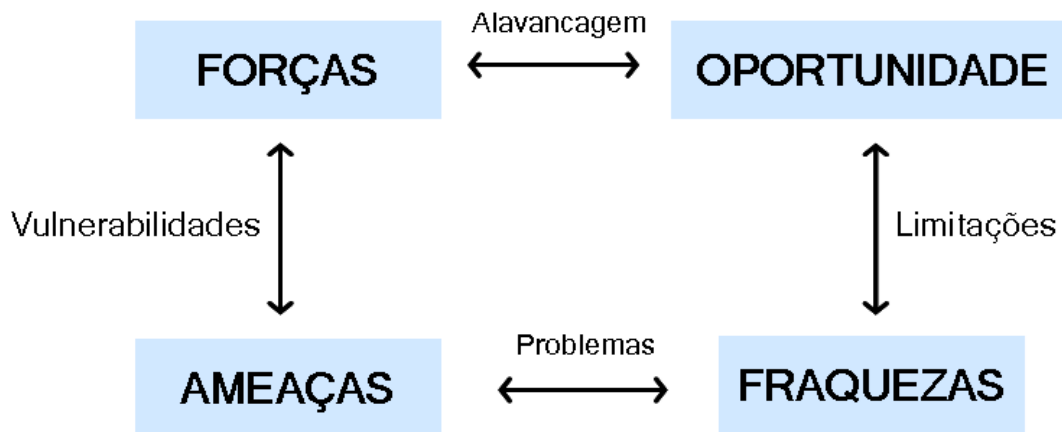 Alavancagem
FORÇAS
OPORTUNIDADE
Vulnerabilidades
Limitações
Problemas
AMEAÇAS
FRAQUEZAS